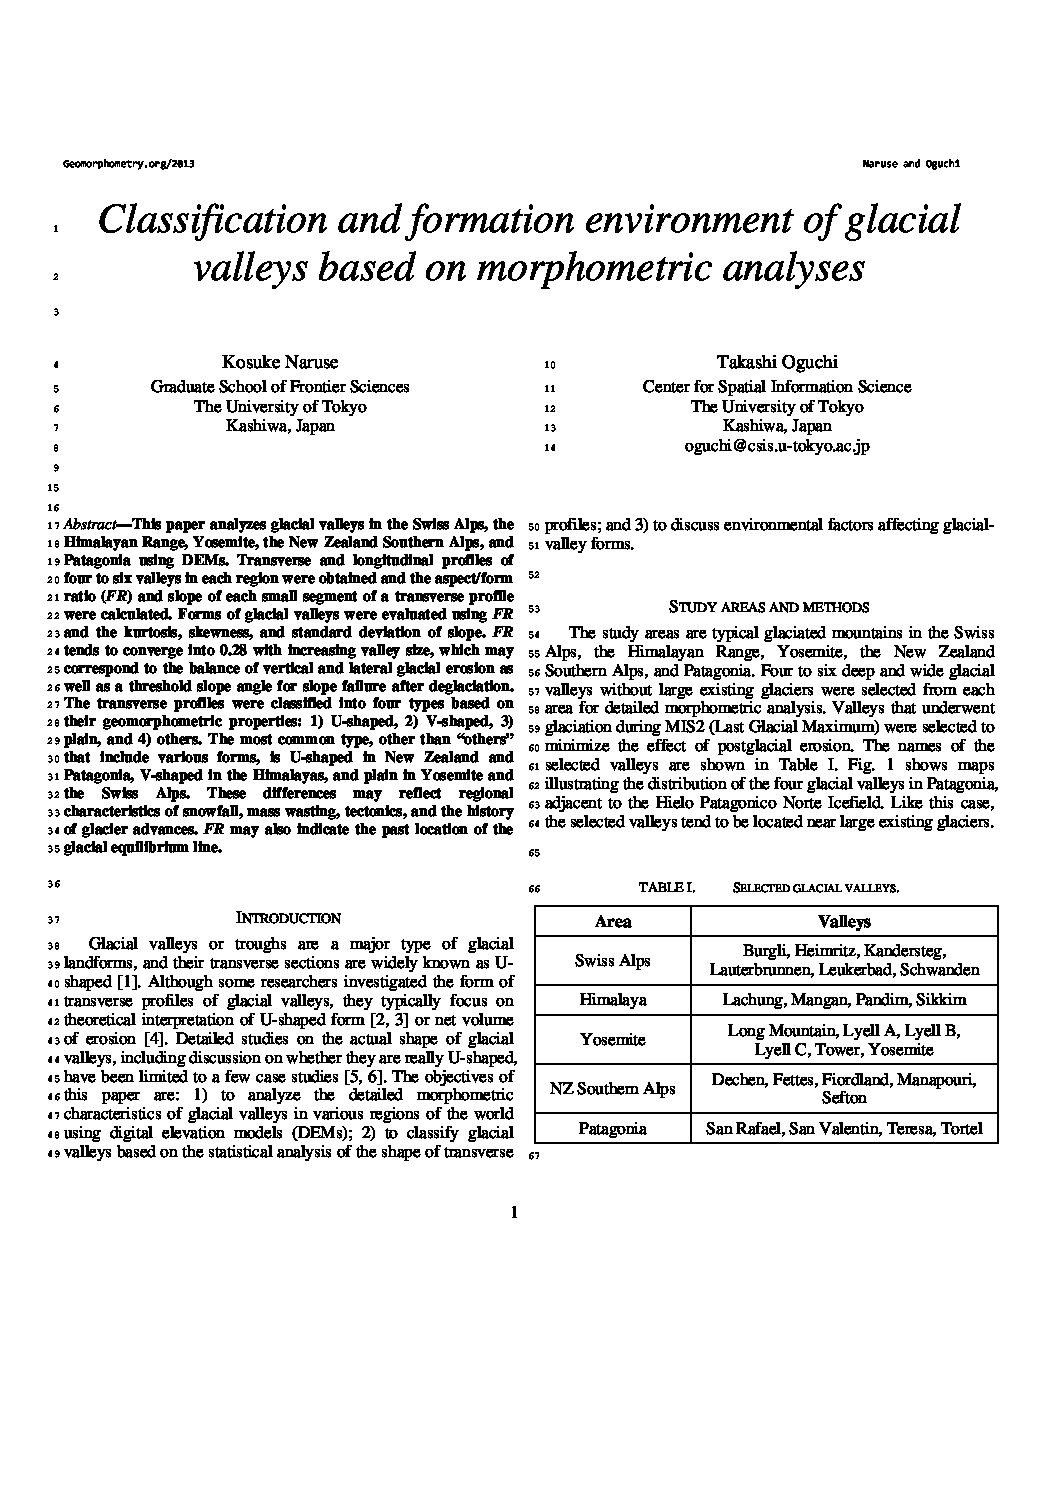 Geomorphometry.org/2013
Naruse and Oguchi
1 Classification and formation environment of glacial
2 valleys based on morphometric analyses
3
4 Kosuke Naruse
5 Graduate School of Frontier Sciences
6 The University of Tokyo
7 Kashiwa, Japan
8
9
10 Takashi Oguchi
11 Center for Spatial Information Science
12 The University of Tokyo
13 Kashiwa, Japan
14 oguchi@csis.u-tokyo.ac.jp
15
16
17 Abstract—This paper analyzes glacial valleys in the Swiss Alps, the
18 Himalayan Range, Yosemite, the New Zealand Southern Alps, and
19 Patagonia using DEMs. Transverse and longitudinal profiles of
20 four to six valleys in each region were obtained and the aspect/form
21 ratio (FR) and slope of each small segment of a transverse profile
22 were calculated. Forms of glacial valleys were evaluated using FR
23 and the kurtosis, skewness, and standard deviation of slope. FR
24 tends to converge into 0.28 with increasing valley size, which may
25 correspond to the balance of vertical and lateral glacial erosion as
26 well as a threshold slope angle for slope failure after deglaciation.
27 The transverse profiles were classified into four types based on
28 their geomorphometric properties: 1) U-shaped, 2) V-shaped, 3)
29 plain, and 4) others. The most common type, other than “others”
30 that include various forms, is U-shaped in New Zealand and
31 Patagonia, V-shaped in the Himalayas, and plain in Yosemite and
32 the Swiss Alps. These differences may reflect regional
33 characteristics of snowfall, mass wasting, tectonics, and the history
34 of glacier advances. FR may also indicate the past location of the
35 glacial equilibrium line.
36
37 INTRODUCTION
38 Glacial valleys or troughs are a major type of glacial
39 landforms, and their transverse sections are widely known as U-
40 shaped [1]. Although some researchers investigated the form of
41 transverse profiles of glacial valleys, they typically focus on
42 theoretical interpretation of U-shaped form [2, 3] or net volume
43 of erosion [4]. Detailed studies on the actual shape of glacial
44 valleys, including discussion on whether they are really U-shaped,
45 have been limited to a few case studies [5, 6]. The objectives of
46 this paper are: 1) to analyze the detailed morphometric
47 characteristics of glacial valleys in various regions of the world
48 using digital elevation models (DEMs); 2) to classify glacial
49 valleys based on the statistical analysis of the shape of transverse
50 profiles; and 3) to discuss environmental factors affecting glacial-
51 valley forms.
52
53 STUDY AREAS AND METHODS
54 The study areas are typical glaciated mountains in the Swiss
55 Alps, the Himalayan Range, Yosemite, the New Zealand
56 Southern Alps, and Patagonia. Four to six deep and wide glacial
57 valleys without large existing glaciers were selected from each
58 area for detailed morphometric analysis. Valleys that underwent
59 glaciation during MIS2 (Last Glacial Maximum) were selected to
60 minimize the effect of postglacial erosion. The names of the
61 selected valleys are shown in Table I. Fig. 1 shows maps
62 illustrating the distribution of the four glacial valleys in Patagonia,
63 adjacent to the Hielo Patagonico Norte Icefield. Like this case,
64 the selected valleys tend to be located near large existing glaciers.
65
66 TABLE I. SELECTED GLACIAL VALLEYS.
Area Valleys
Swiss Alps Burgli, Heimritz, Kandersteg,
Lauterbrunnen, Leukerbad, Schwanden
Himalaya Lachung, Mangan, Pandim, Sikkim
Yosemite Long Mountain, Lyell A, Lyell B,
Lyell C, Tower, Yosemite
NZ Southern Alps Dechen, Fettes, Fiordland, Manapouri,
Sefton
Patagonia San Rafael, San Valentin, Teresa, Tortel
67
1